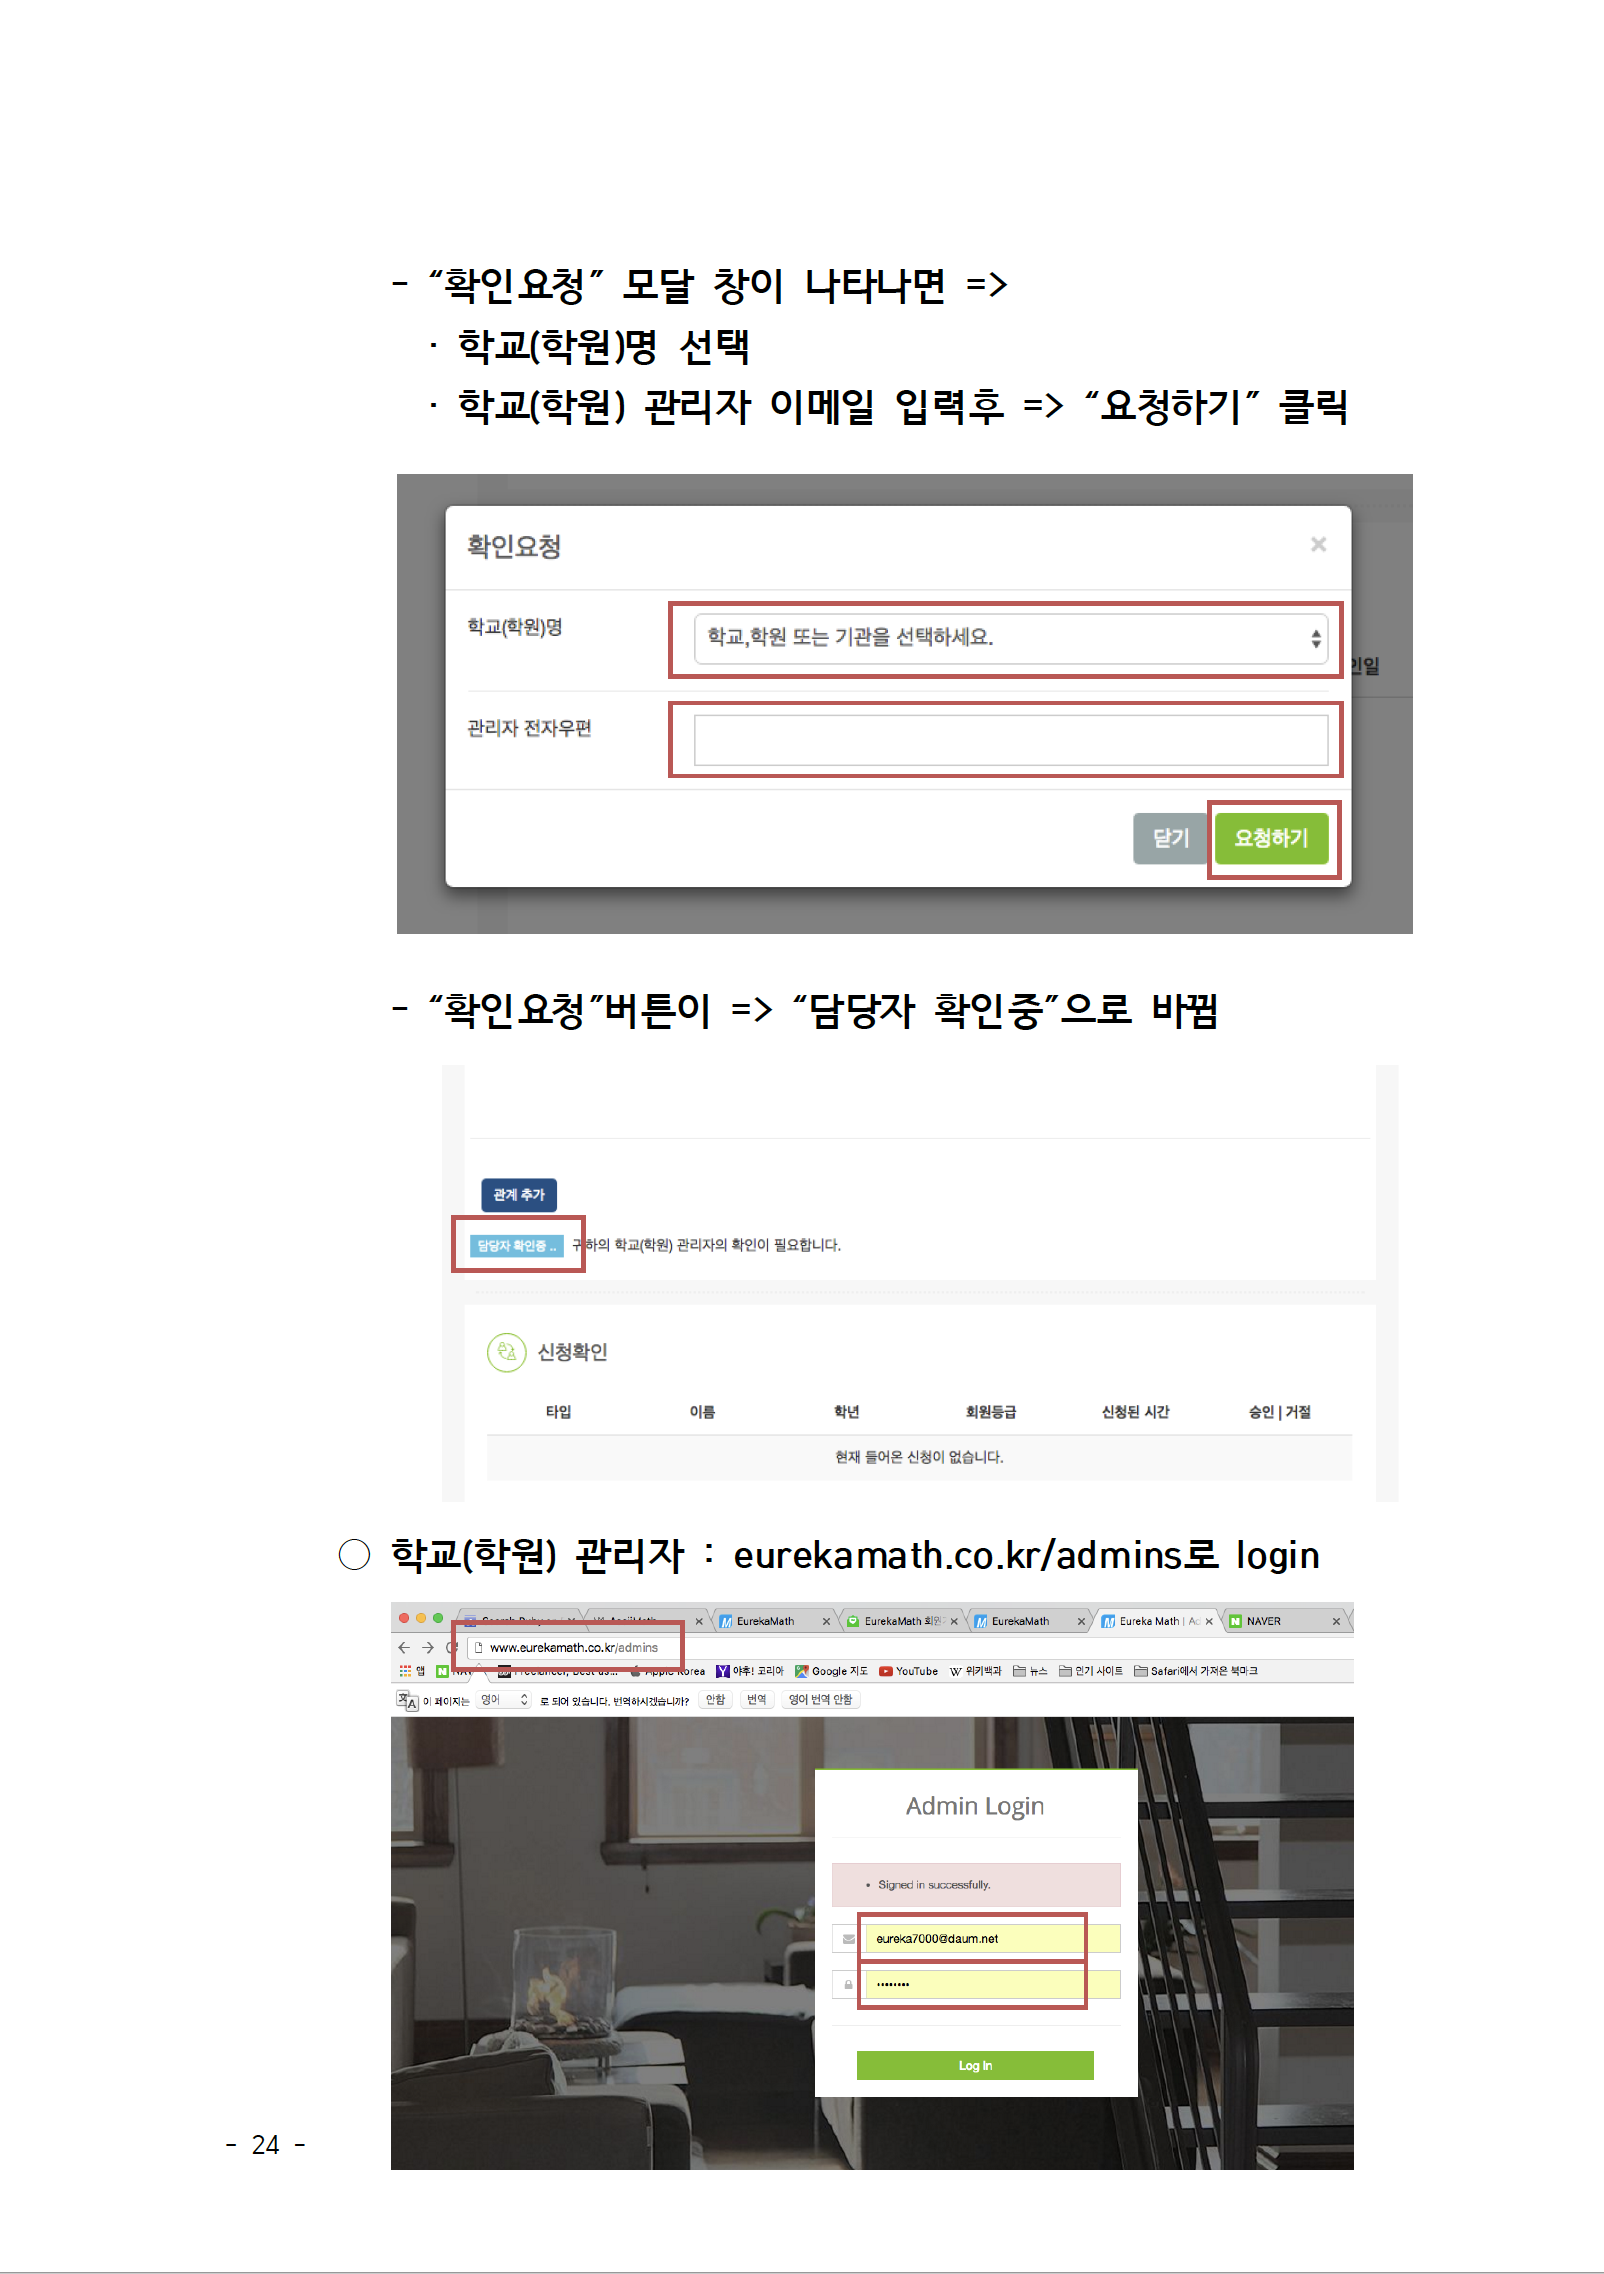 - “확인요청” 모달 창이 나타나면 =>
· 학교(학원)명 선택
· 학교(학원) 관리자 이메일 입력후 => “요청하기” 클릭
확인요청 ×
학교(학원)명 학교,학원 또는 기관을 선택하세요.
인일
관리자 전자우편
닫기 요청하기
- “확인요청”버튼이 => “담당자 확인중”으로 바뀜
관계 추가
담당자 확인중 .. 귀하의 학교(학원) 관리자의 확인이 필요합니다.
신청확인
타입 이름 학년 회원등급 신청된 시간 승인 | 거절
현재 들어온 신청이 없습니다.
○ 학교(학원) 관리자 : eurekamath.co.kr/admins로 login
EurekaMath EurekaMath 회원 EurekaMath Eureka Math | Ad NAVER
www.eurekamath.co.kr/admins
앱 Apple Korea 야후! 코리아 Google 지도 YouTube 위키백과 뉴스 인기 사이트 Safari에서 가져온 북마크
이 페이지는 영어 로 되어 있습니다. 번역하시겠습니까? 안함 번역 영어 번역 안함
Admin Login
• Signed in successfully.
eureka7000@daum.net
••••••••
Log In
- 24 -